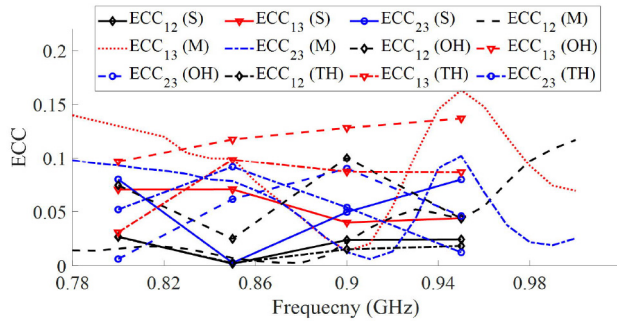 ECC12 (S) ECC13 (S) ECC23 (S) ECC12 (M)
ECC13 (M) ECC23 (M) ECC12 (OH) ECC13 (OH)
ECC23 (OH) ECC12 (TH) ECC13 (TH) ECC23 (TH)
0.2
0.15
0.1
0.05
0
ECC
0.78 0.82 0.86 0.9 0.94 0.98
Frequecny (GHz)